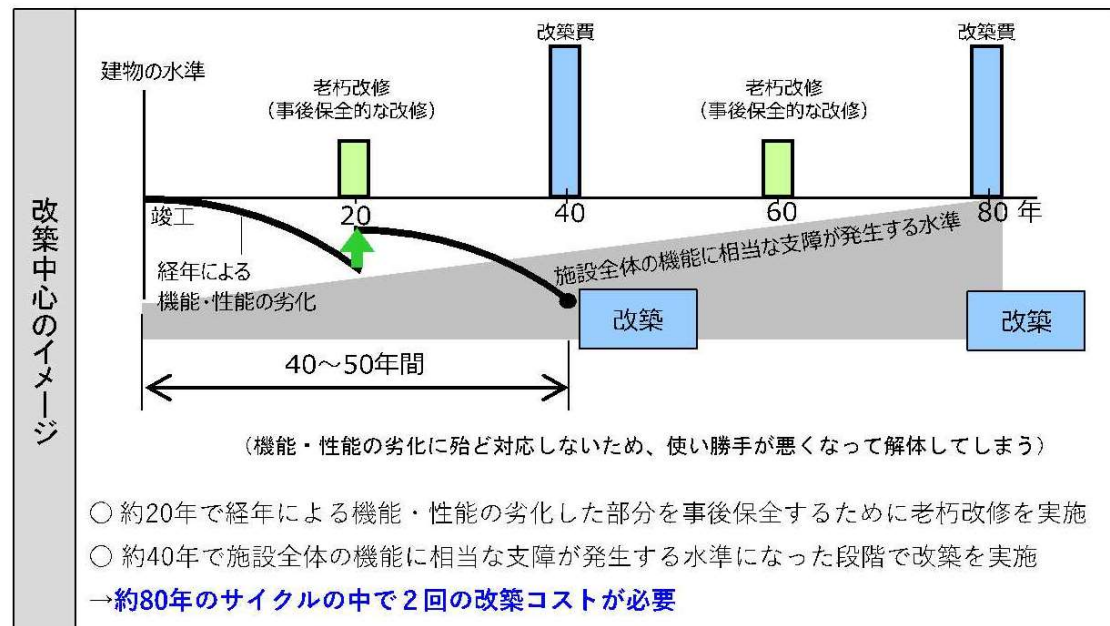 改築中心のイメージ
改築費
改築費
建物の水準
老朽改修
(事後保全的な改修)
老朽改修
(事後保全的な改修)
竣工
20
40
60
80 年
経年による
機能・性能の劣化
施設全体の機能に相当な支障が発生する水準
改築
改築
40～50年間
(機能・性能の劣化に殆ど対応しないため、使い勝手が悪くなって解体してしまう)
○ 約20年で経年による機能・性能の劣化した部分を事後保全するために老朽改修を実施
○ 約40年で施設全体の機能に相当な支障が発生する水準になった段階で改築を実施
→約80年のサイクルの中で２回の改築コストが必要